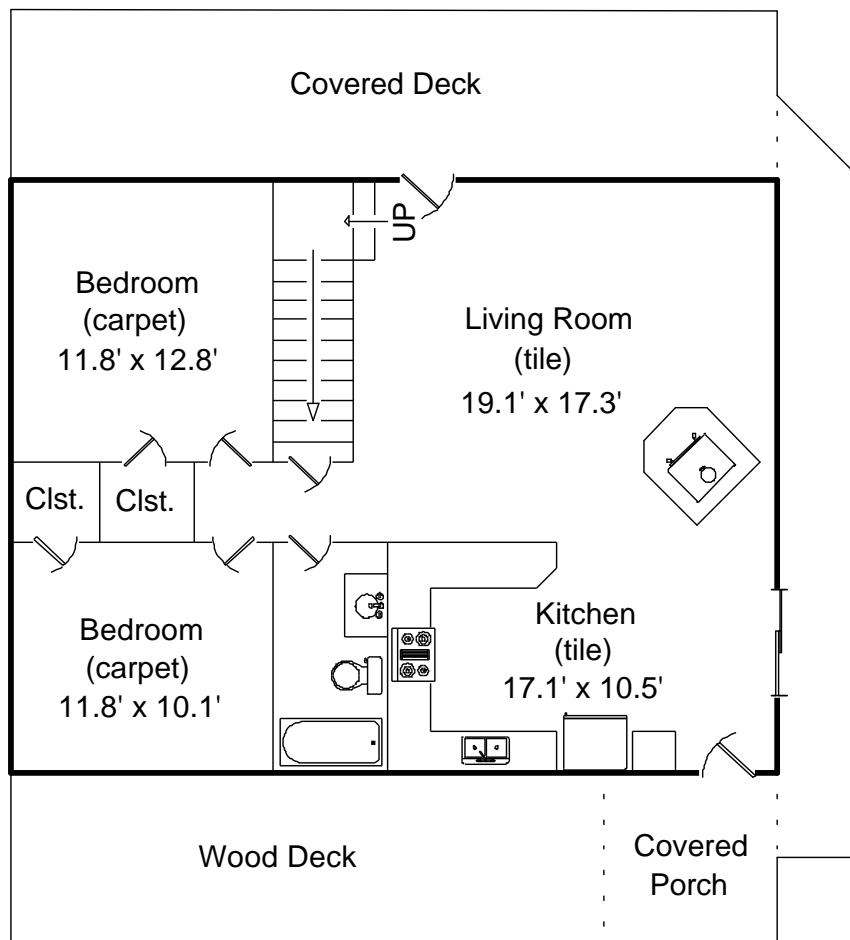 Covered Deck
UP
Bedroom
(carpet)
11.8' x 12.8'
Living Room
(tile)
19.1' x 17.3'
Clst.
Clst.
Bedroom
(carpet)
11.8' x 10.1'
Kitchen
(tile)
17.1' x 10.5'
Wood Deck
Covered
Porch